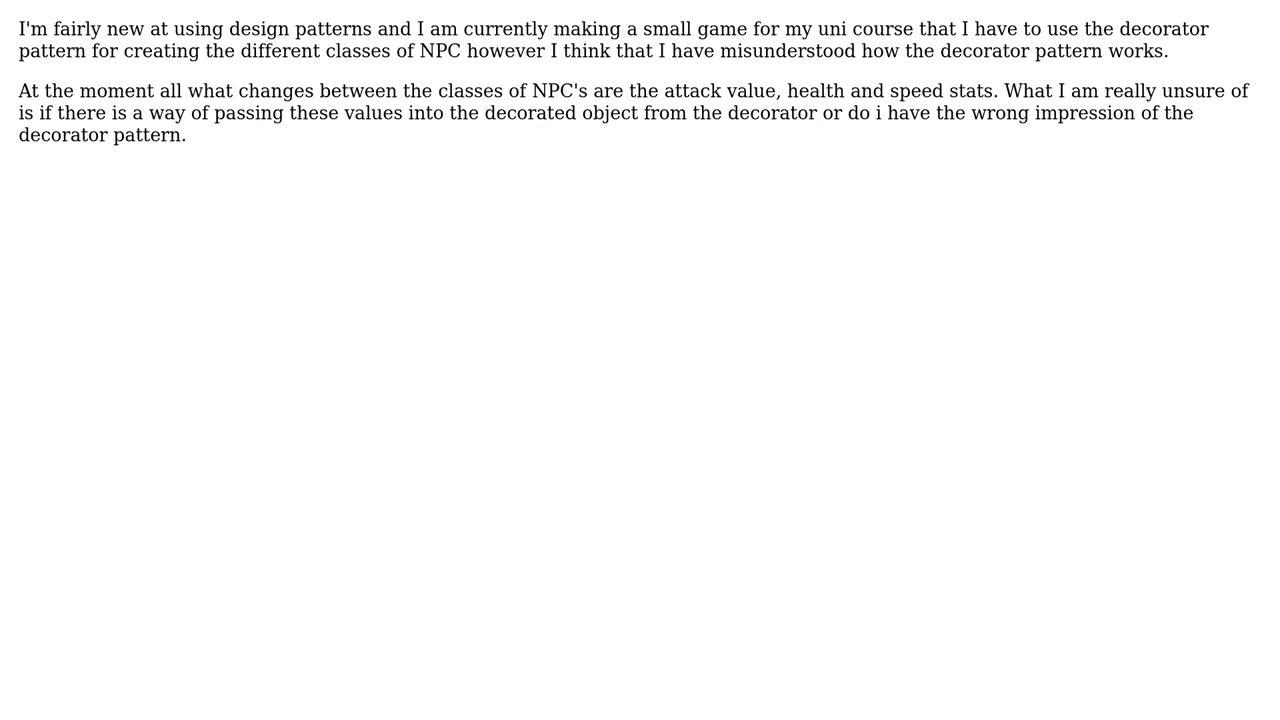 I'm fairly new at using design patterns and I am currently making a small game for my uni course that I have to use the decorator
pattern for creating the different classes of NPC however I think that I have misunderstood how the decorator pattern works.
At the moment all what changes between the classes of NPC's are the attack value, health and speed stats. What I am really unsure of
is if there is a way of passing these values into the decorated object from the decorator or do i have the wrong impression of the
decorator pattern.